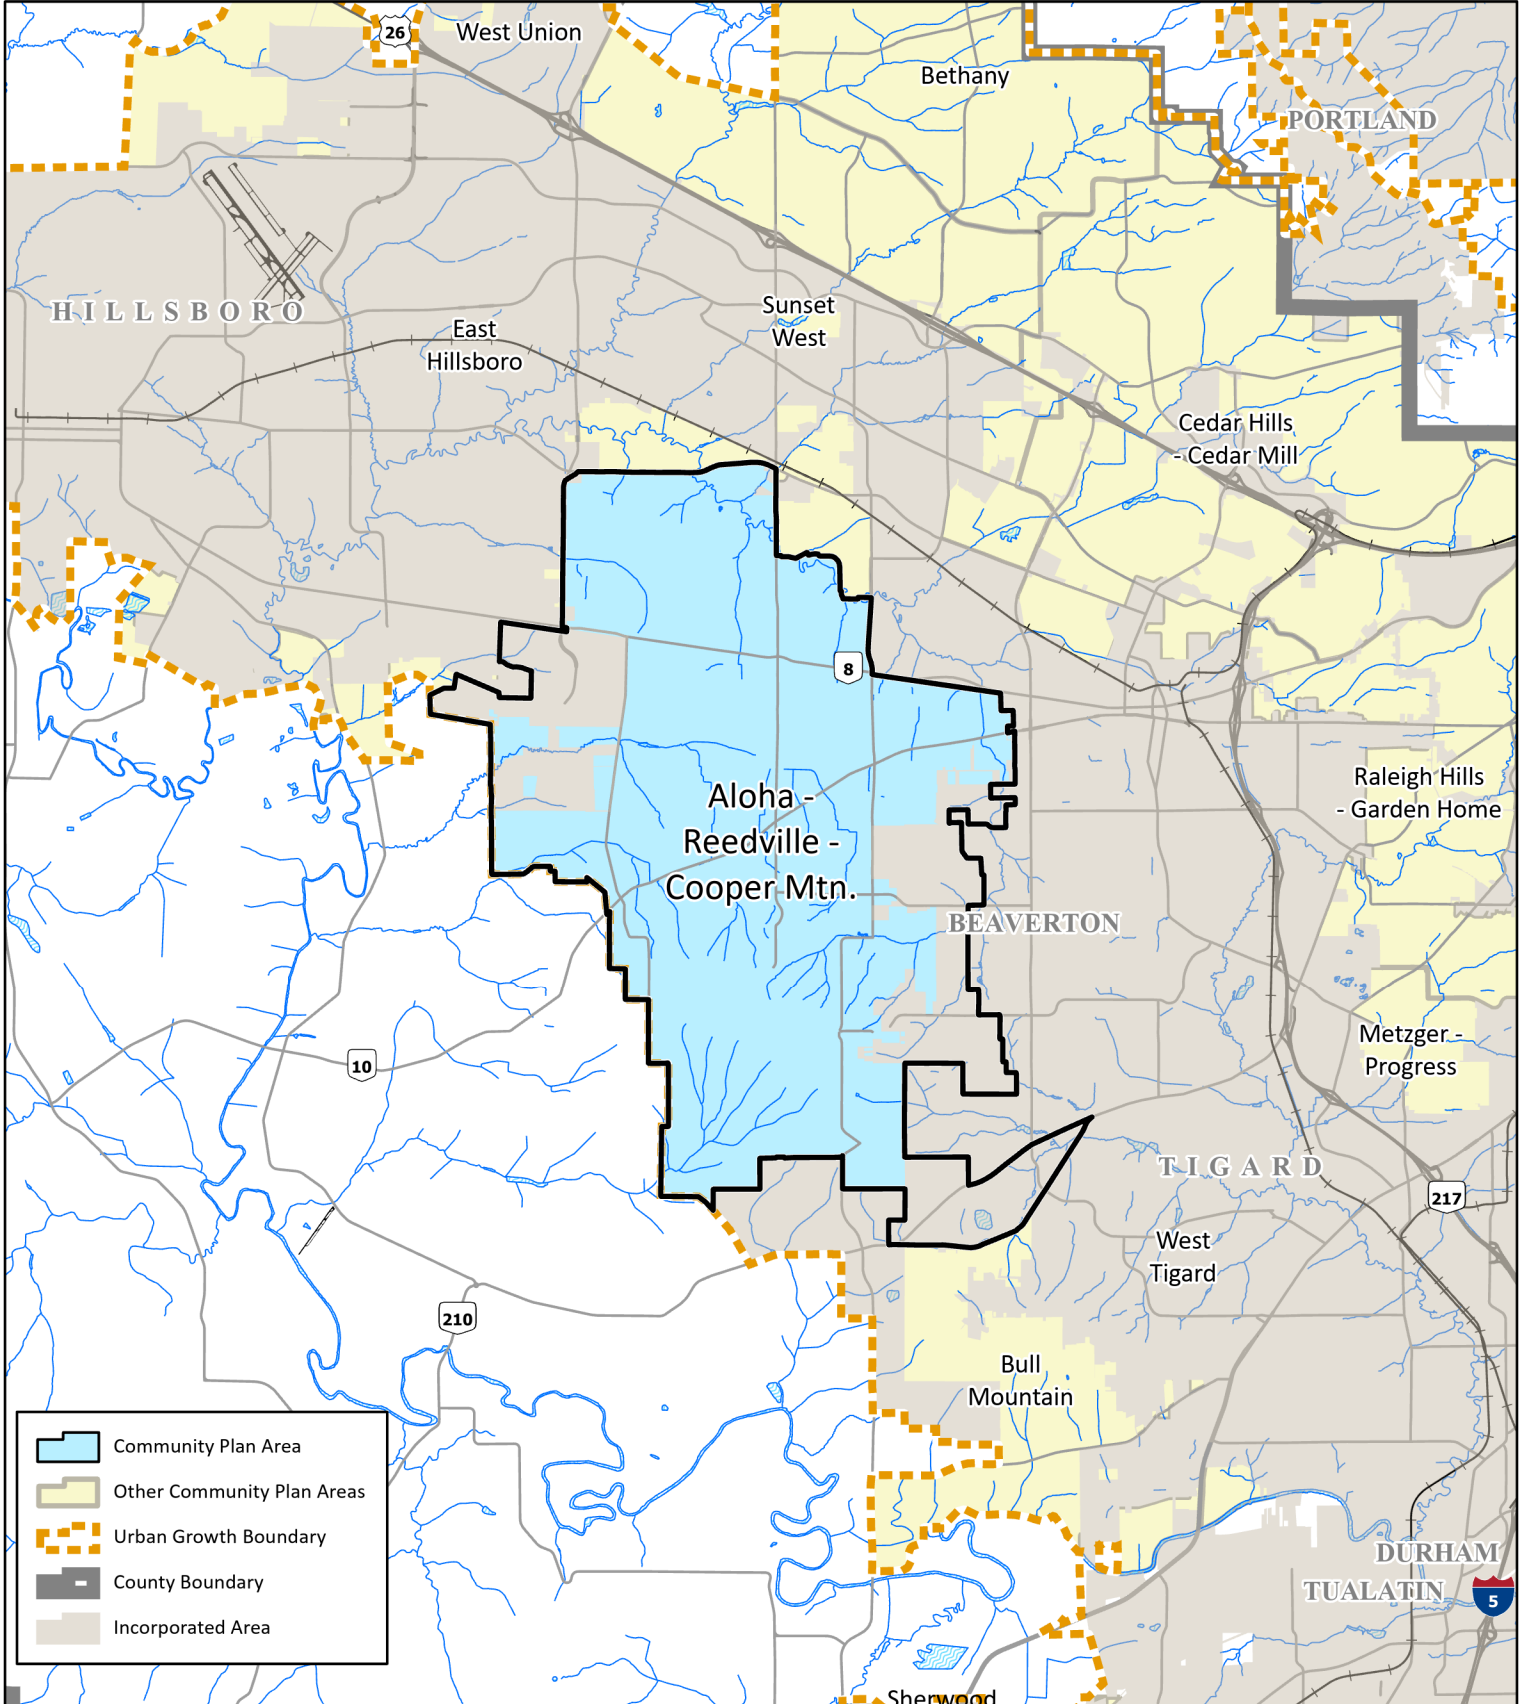 26
West Union
Bethany
PORTLAND
HILLSBORO
East
Hillsboro
Sunset
West
Cedar Hills
- Cedar Mill
8
Aloha -
Reedville -
Cooper Mtn.
Raleigh Hills
- Garden Home
BEAVERTON
Metzger -
Progress
10
TIGARD
217
West
Tigard
210
Bull
Mountain
Community Plan Area
Other Community Plan Areas
Urban Growth Boundary
County Boundary
Incorporated Area
DURHAM
TUALATIN
5
Sherwood